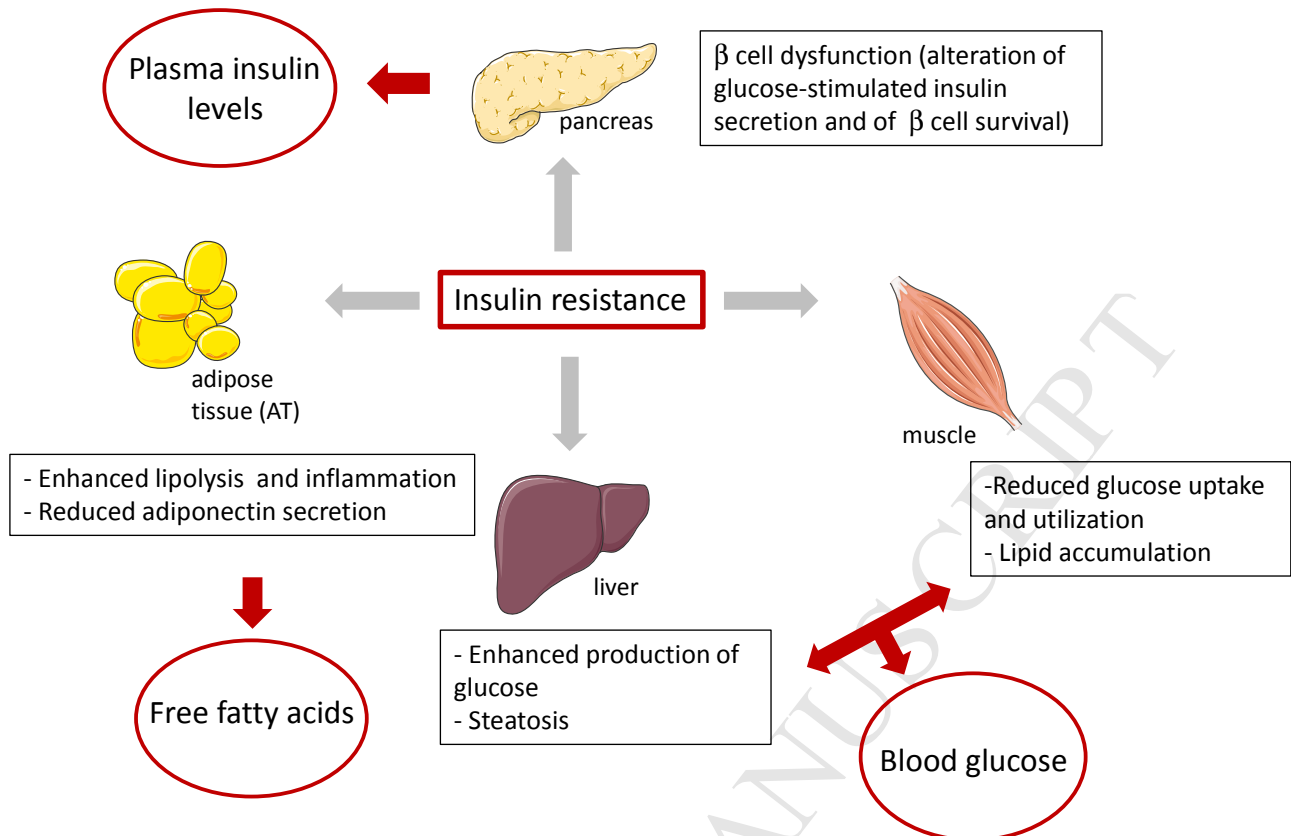 Plasma insulin
levels
pancreas
β cell dysfunction (alteration of
glucose-stimulated insulin
secretion and of β cell survival)
Insulin resistance
adipose
tissue (AT)
muscle
- Enhanced lipolysis and inflammation
- Reduced adiponectin secretion
-Reduced glucose uptake
and utilization
- Lipid accumulation
liver
- Enhanced production of
glucose
- Steatosis
Free fatty acids
Blood glucose
ANUSCRIPT